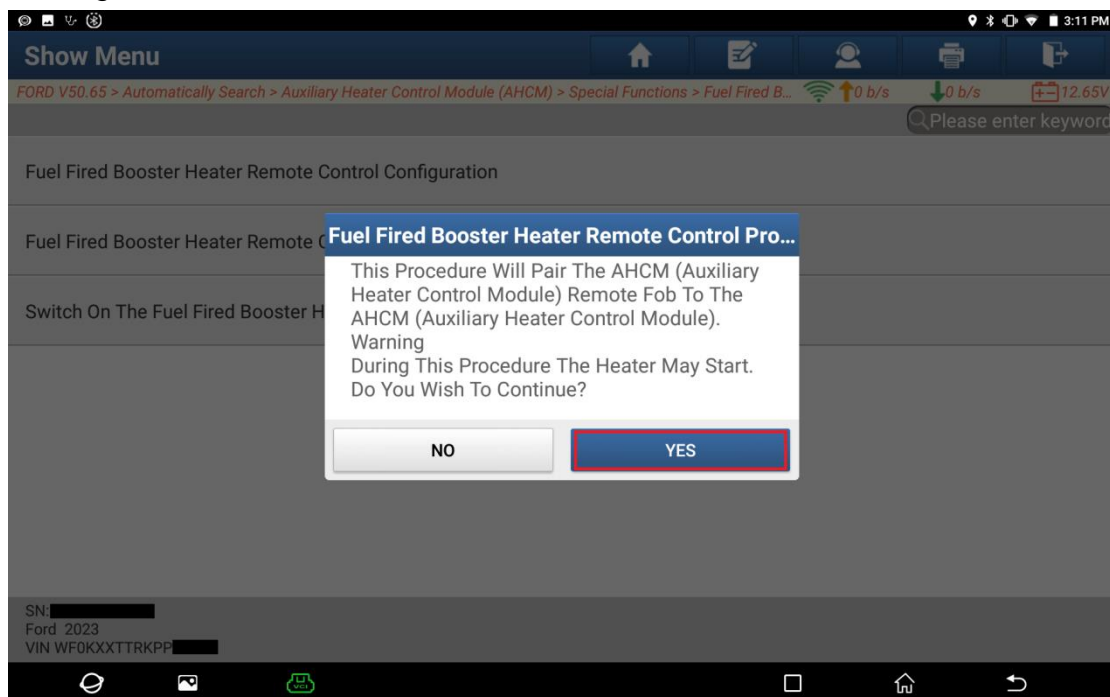 3:11 PM
Show Menu
FORD V50.65 > Automatically Search > Auxiliary Heater Control Module (AHCM) > Special Functions > Fuel Fired B...
0 b/s
0 b/s
12.65V
Please enter keyword
Fuel Fired Booster Heater Remote Control Configuration
Fuel Fired Booster Heater Remote
Switch On The Fuel Fired Booster H
Fuel Fired Booster Heater Remote Control Pro...
This Procedure Will Pair The AHCM (Auxiliary
Heater Control Module) Remote Fob To The
AHCM (Auxiliary Heater Control Module).
Warning
During This Procedure The Heater May Start.
Do You Wish To Continue?
NO
YES
SN:
Ford 2023
VIN WF0KXXTTRKPP
VCI